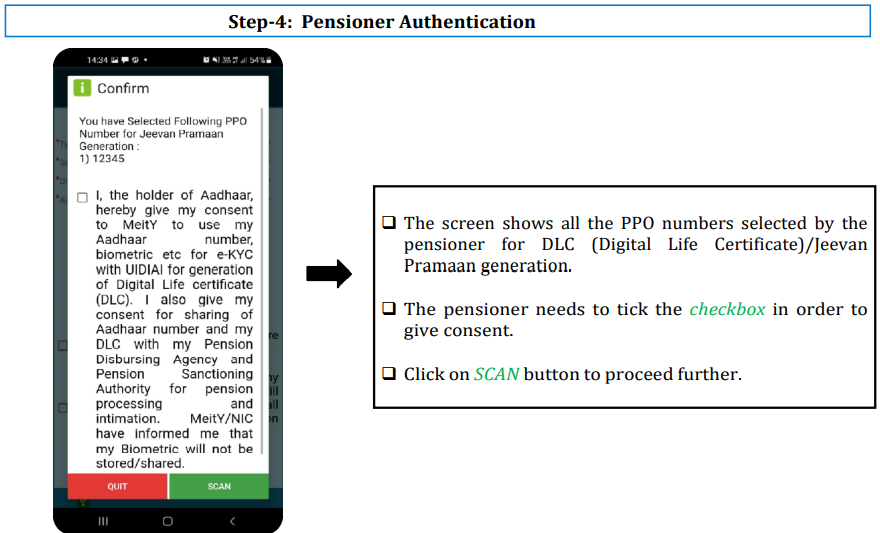 Step-4: Pensioner Authentication
14:34
54%
Confirm
You have Selected Following PPO
Number for Jeevan Pramaan
Generation :
1) 12345
I, the holder of Aadhaar,
hereby give my consent
to MeitY to use my
Aadhaar number,
biometric etc for e-KYC
with UIDIAI for generation
of Digital Life certificate
(DLC). I also give my
consent for sharing of
Aadhaar number and my
DLC with my Pension
Disbursing Agency and
Pension Sanctioning
Authority for pension
processing and
intimation. MeitY/NIC
have informed me that
my Biometric will not be
stored/shared.
QUIT SCAN
❑ The screen shows all the PPO numbers selected by the
pensioner for DLC (Digital Life Certificate)/Jeevan
Pramaan generation.
❑ The pensioner needs to tick the checkbox in order to
give consent.
❑ Click on SCAN button to proceed further.